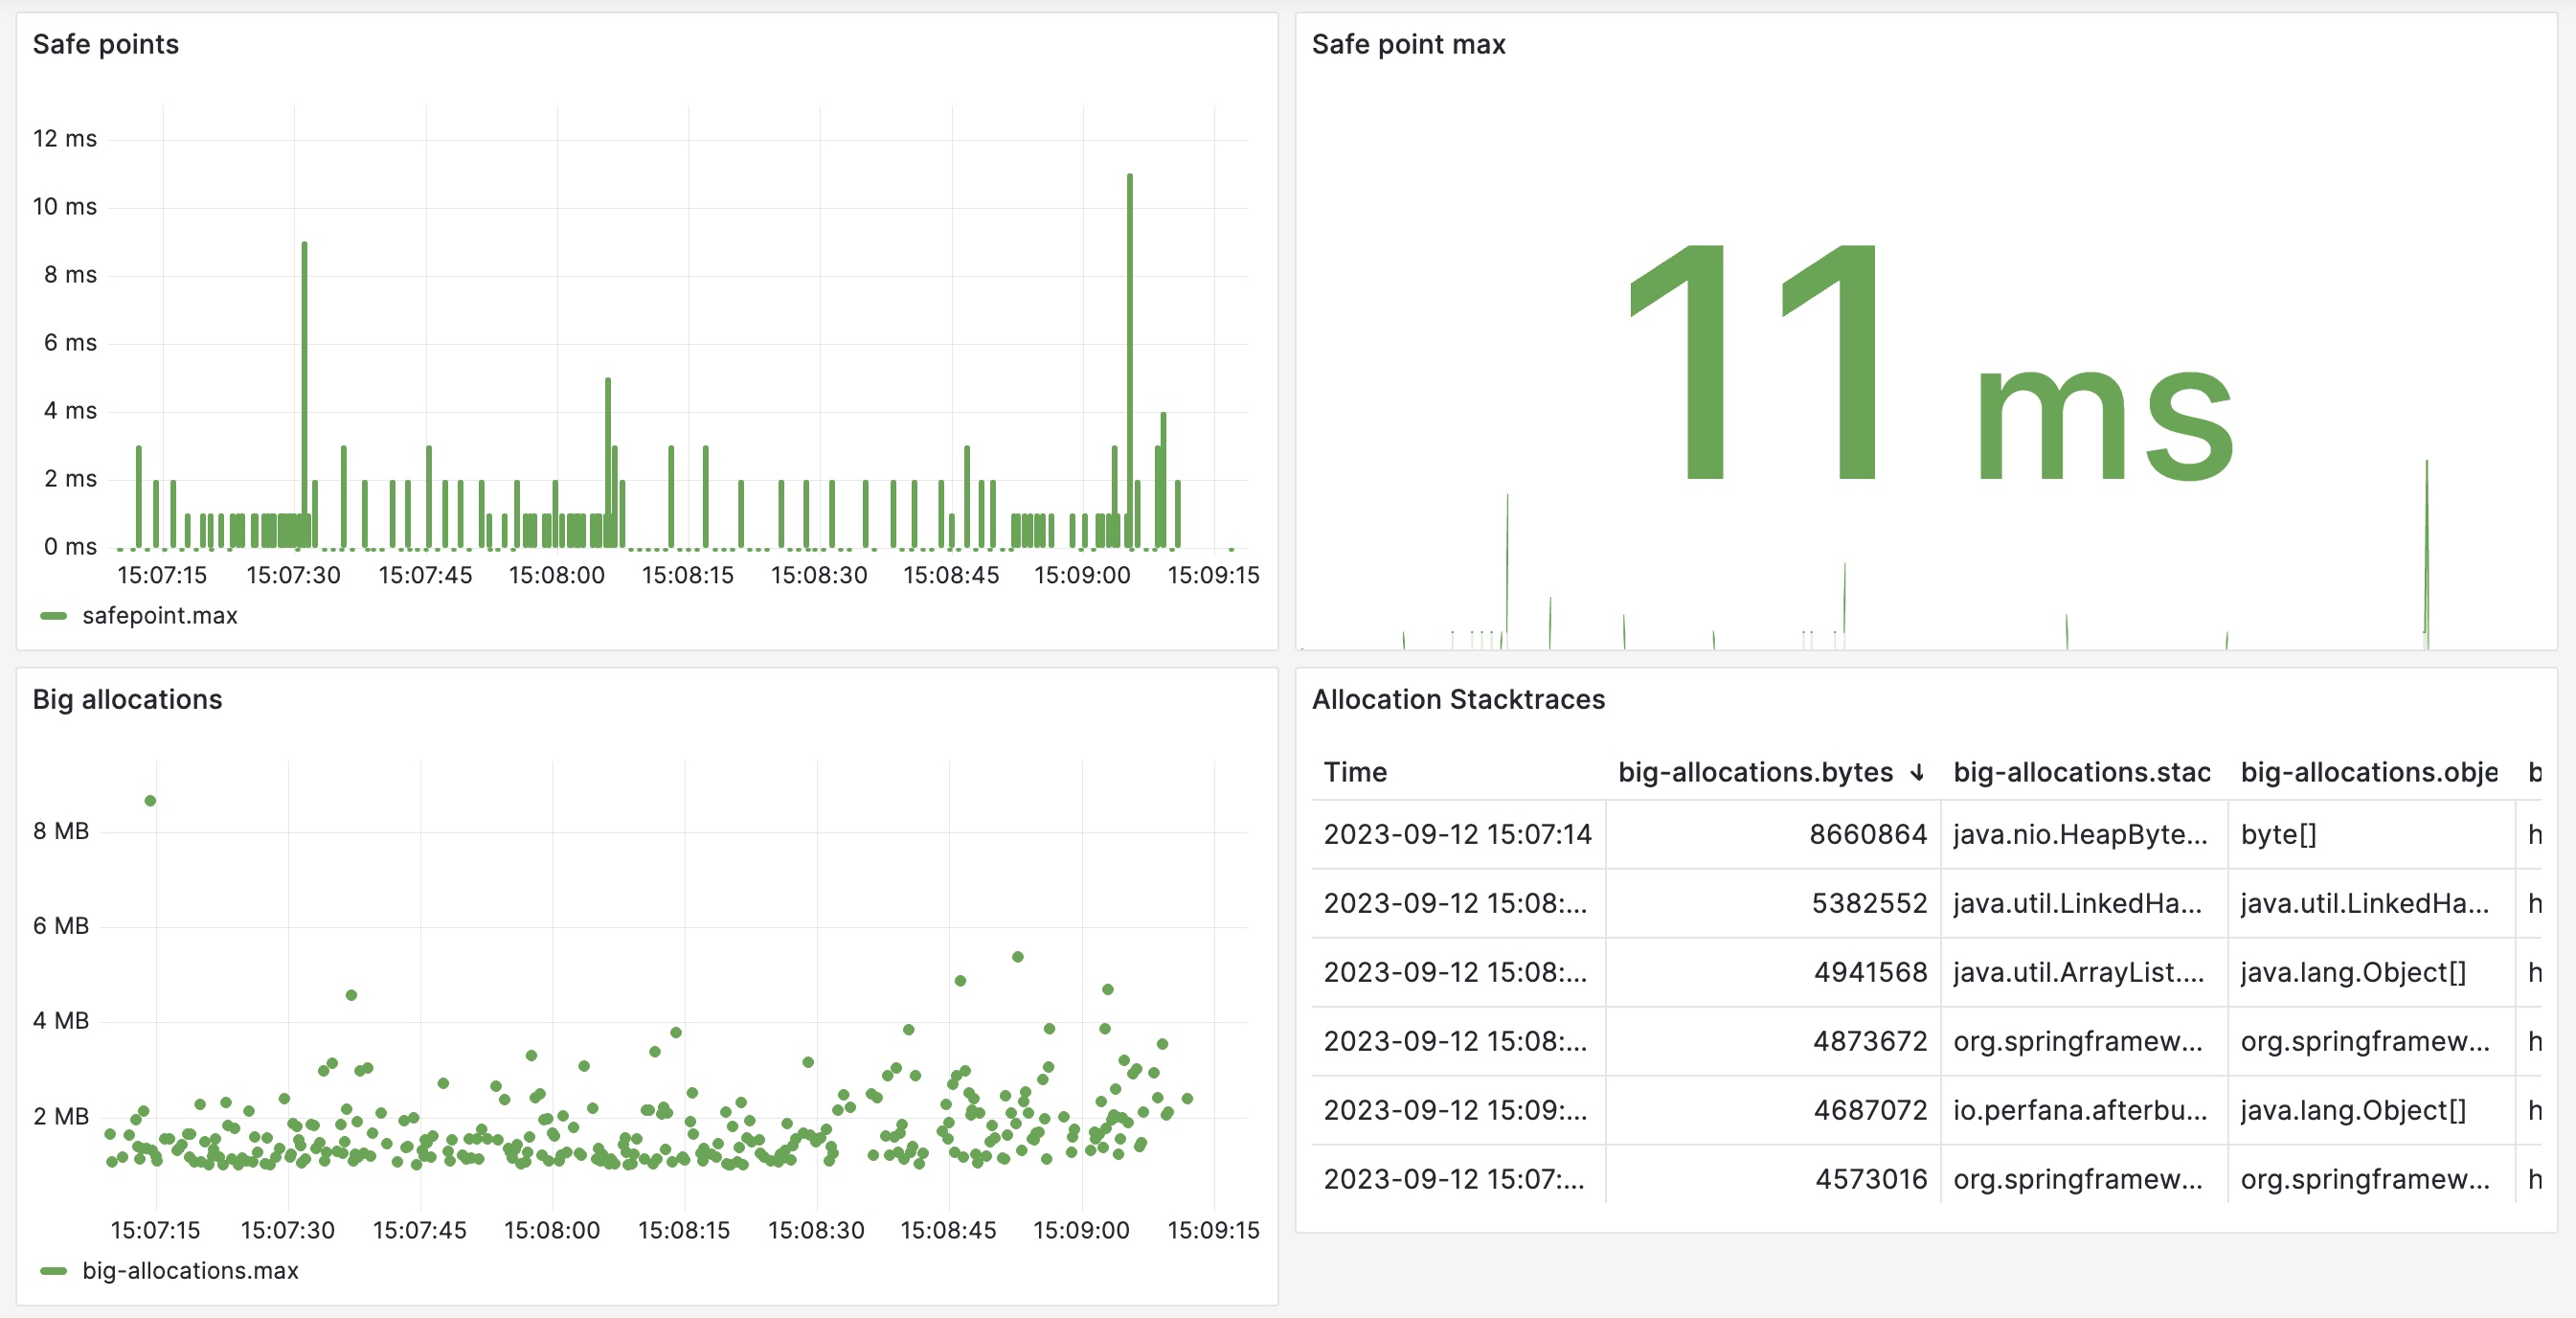 Safe points
12 ms
10 ms
8 ms
6 ms
4 ms
2 ms
0 ms
15:07:15 15:07:30 15:07:45 15:08:00 15:08:15 15:08:30 15:08:45 15:09:00 15:09:15
safepoint.max
Safe point max
11 ms
Big allocations
8 MB
6 MB
4 MB
2 MB
15:07:15 15:07:30 15:07:45 15:08:00 15:08:15 15:08:30 15:08:45 15:09:00 15:09:15
big-allocations.max
Allocation Stacktraces
Time big-allocations.bytes ↓ big-allocations.stac big-allocations.obje b
2023-09-12 15:07:14 8660864 java.nio.HeapByte... byte[] h
2023-09-12 15:08:... 5382552 java.util.LinkedHa... java.util.LinkedHa... h
2023-09-12 15:08:... 4941568 java.util.ArrayList.... java.lang.Object[] h
2023-09-12 15:08:... 4873672 org.springframew... org.springframew... h
2023-09-12 15:09:... 4687072 io.perfana.afterbu... java.lang.Object[] h
2023-09-12 15:07:... 4573016 org.springframew... org.springframew... h